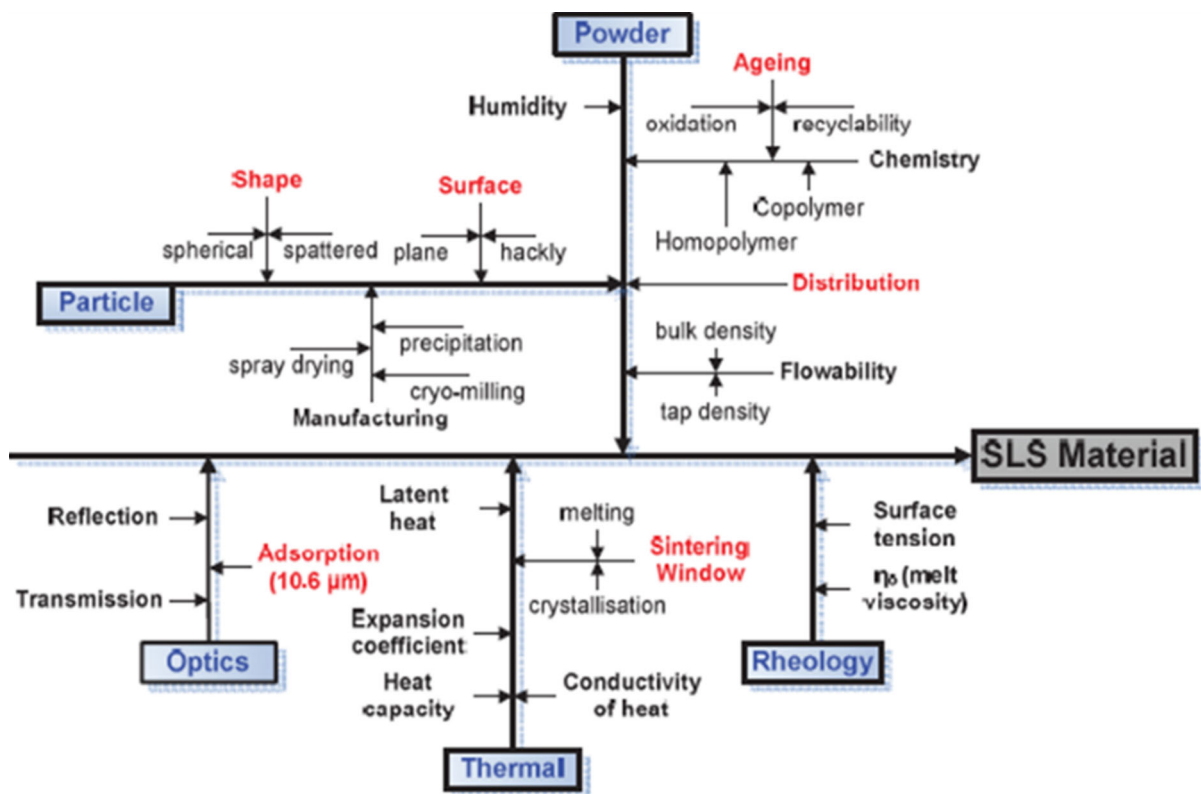 Powder
Ageing
Humidity
oxidation
recyclability
Chemistry
Shape
Surface
Copolymer
spherical
spattered
plane
hackly
Homopolymer
Particle
Distribution
bulk density
precipitation
spray drying
Flowability
cryo-milling
tap density
Manufacturing
SLS Material
Reflection
Latent
heat
melting
Surface
tension
Adsorption
(10.6 µm)
Sintering
Window
Transmission
crystallisation
η₀ (melt
viscosity)
Expansion
coefficient
Optics
Rheology
Heat
capacity
Conductivity
of heat
Thermal